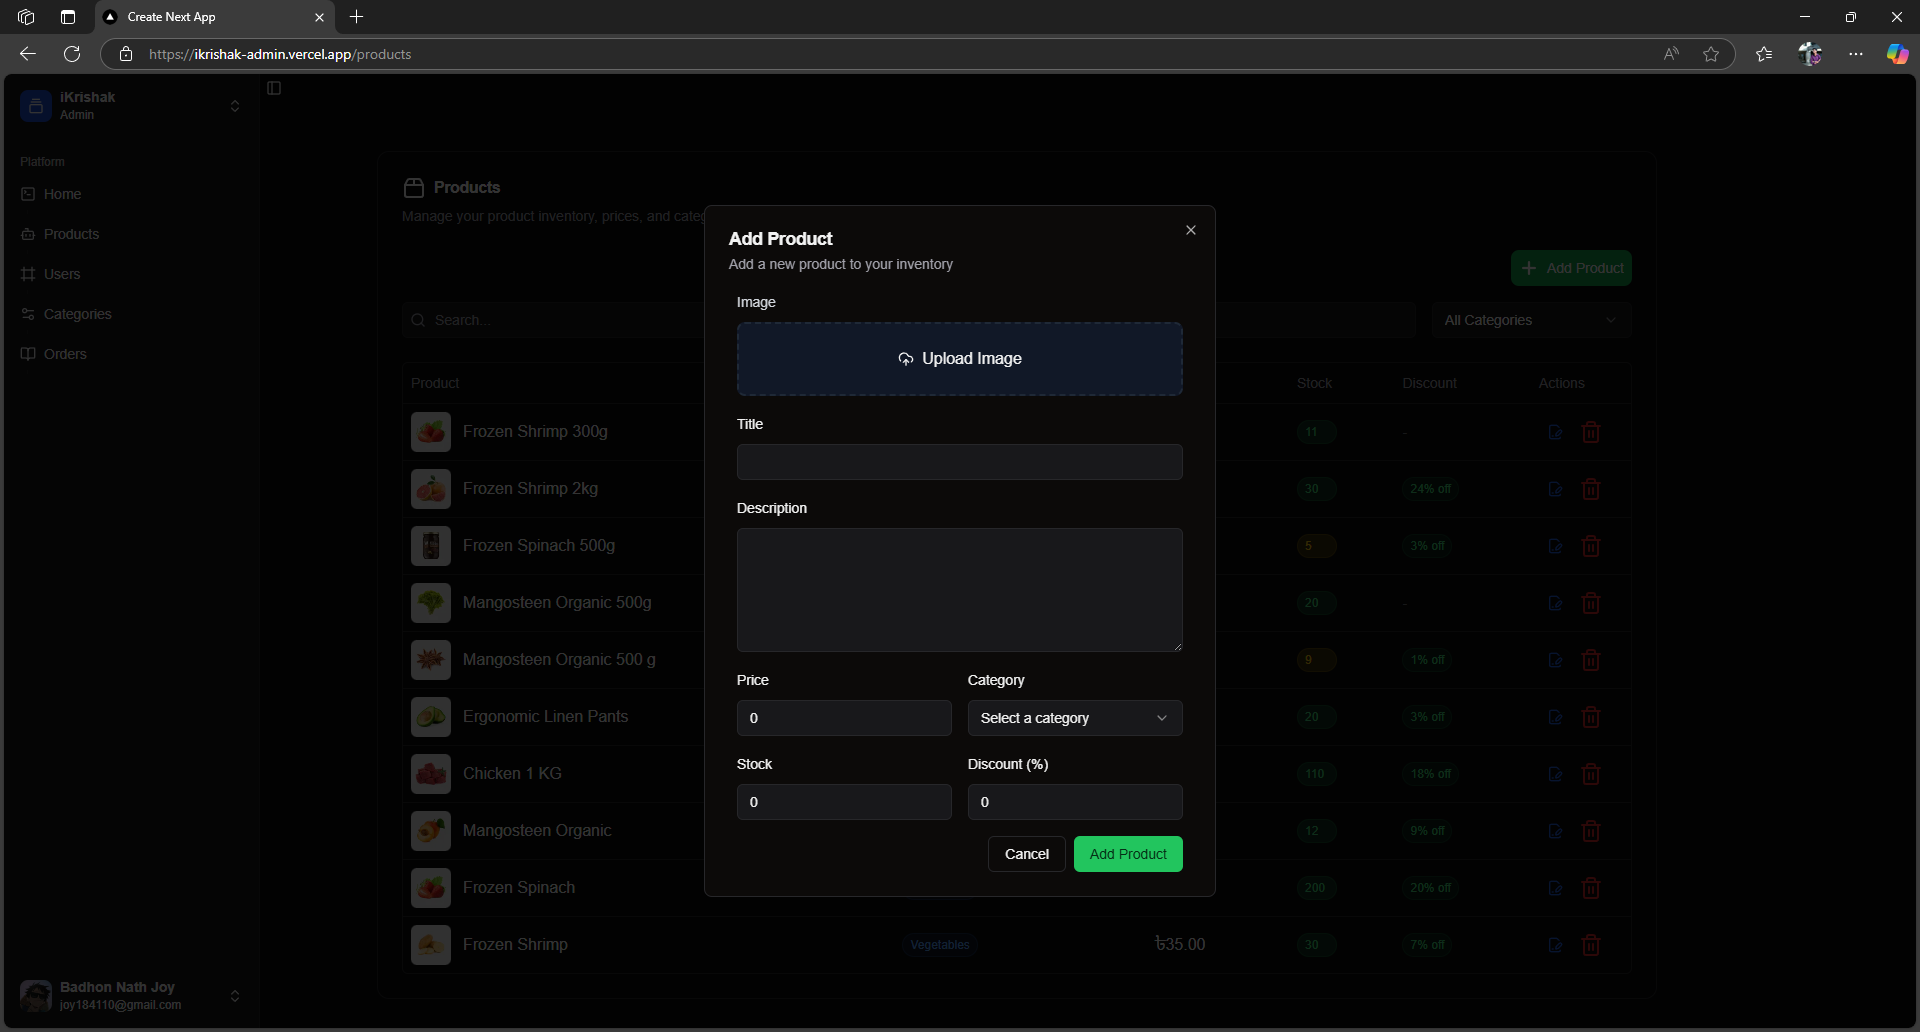 Create Next App
https://ikrishak-admin.vercel.app/products
iKrishak
Admin
Platform
Home
Products
Users
Categories
Orders
Products
Manage your product inventory, prices, and categ
Add Product
Search...
All Categories
Product
Stock
Discount
Actions
Frozen Shrimp 300g
11
-
Frozen Shrimp 2kg
30
24% off
Frozen Spinach 500g
5
3% off
Mangosteen Organic 500g
20
-
Mangosteen Organic 500 g
9
1% off
Ergonomic Linen Pants
20
3% off
Chicken 1 KG
110
18% off
Mangosteen Organic
12
9% off
Frozen Spinach
200
20% off
Frozen Shrimp
Vegetables
৳35.00
30
7% off
Add Product
Add a new product to your inventory
Image
Upload Image
Title
Description
Price
Category
0
Select a category
Stock
Discount (%)
0
0
Cancel
Add Product
Badhon Nath Joy
joy184110@gmail.com